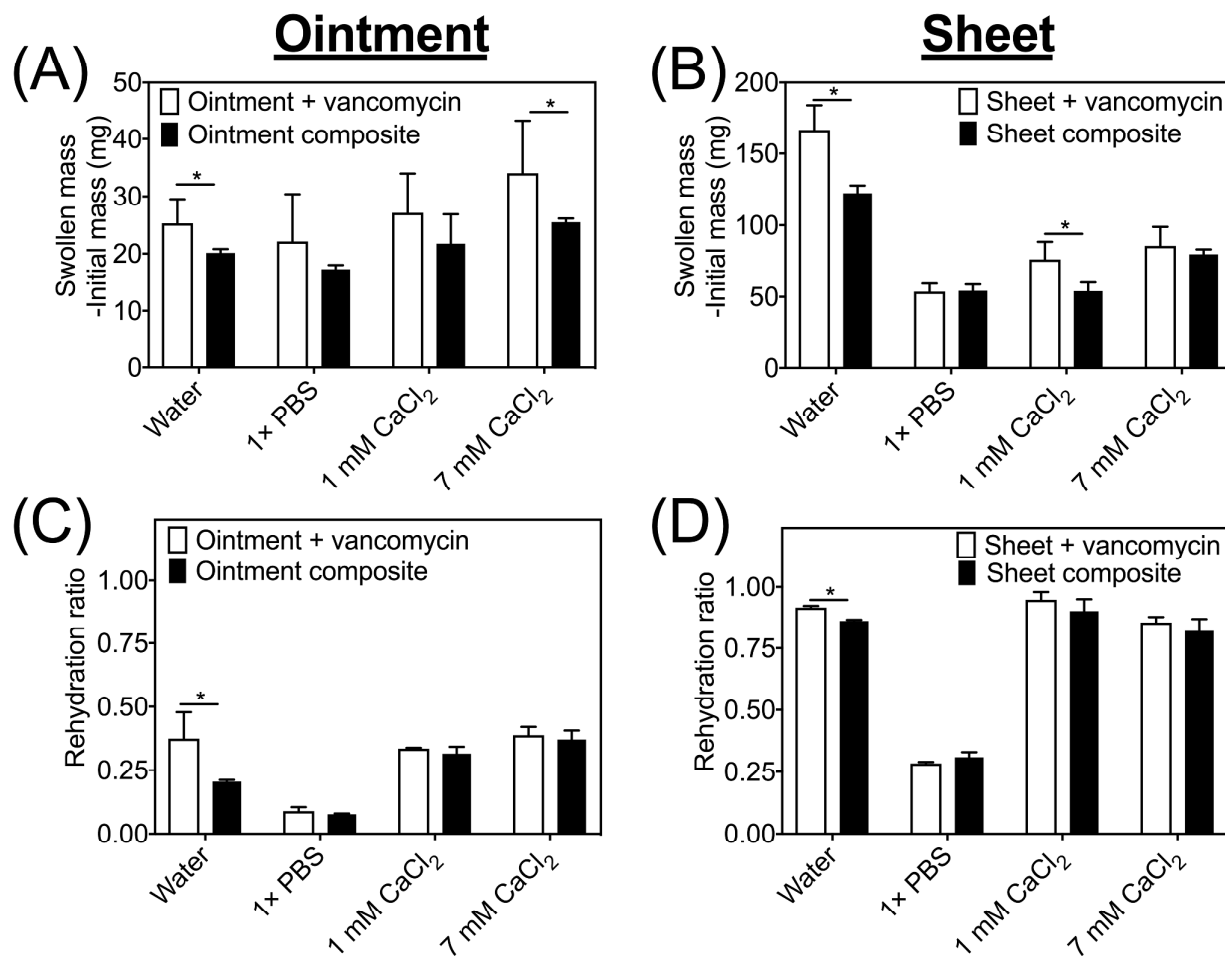 Ointment
Sheet
(A)
Swollen mass
-Initial mass (mg)
50
40
30
20
10
0
Ointment + vancomycin
Ointment composite
*
*
Water
1× PBS
1 mM CaCl₂
7 mM CaCl₂
(B)
Swollen mass
-Initial mass (mg)
200
150
100
50
0
Sheet + vancomycin
Sheet composite
*
*
Water
1× PBS
1 mM CaCl₂
7 mM CaCl₂
(C)
Rehydration ratio
1.00
0.75
0.50
0.25
0.00
Ointment + vancomycin
Ointment composite
*
Water
1× PBS
1 mM CaCl₂
7 mM CaCl₂
(D)
Rehydration ratio
1.00
0.75
0.50
0.25
0.00
Sheet + vancomycin
Sheet composite
*
Water
1× PBS
1 mM CaCl₂
7 mM CaCl₂